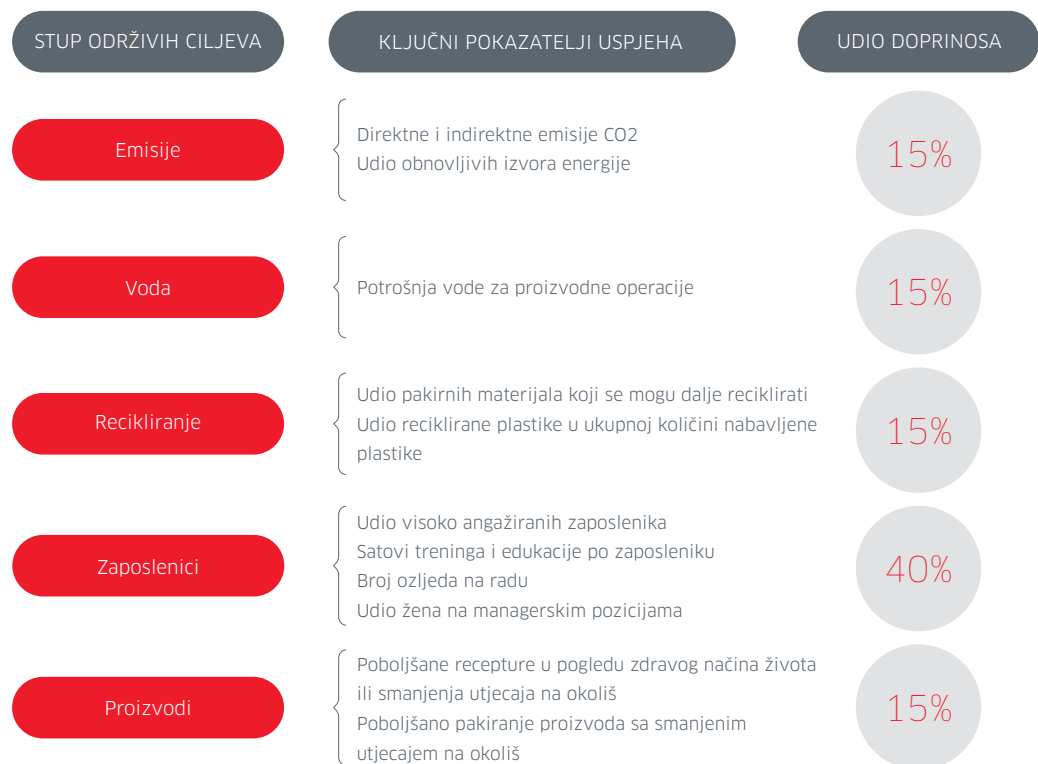 STUP ODRŽIVIH CILJEVA
KLJUČNI POKAZATELJI USPJEHA
UDIO DOPRINOSA
Emisije
Direktne i indirektne emisije CO2
Udio obnovljivih izvora energije
15%
Voda
Potrošnja vode za proizvodne operacije
15%
Recikliranje
Udio pakirnih materijala koji se mogu dalje reciklirati
Udio reciklirane plastike u ukupnoj količini nabavljene
plastike
15%
Zaposlenici
Udio visoko angažiranih zaposlenika
Satovi treninga i edukacije po zaposleniku
Broj ozljeda na radu
Udio žena na managerskim pozicijama
40%
Proizvodi
Poboljšane recepture u pogledu zdravog načina života
ili smanjenja utjecaja na okoliš
Poboljšano pakiranje proizvoda sa smanjenim
utjecajem na okoliš
15%